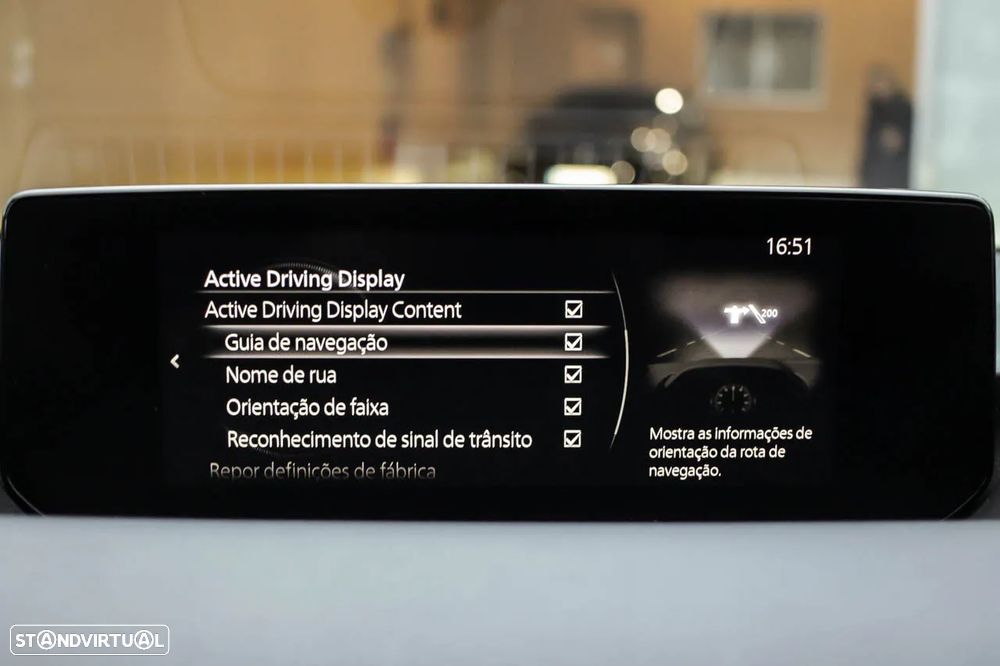 16:51
Active Driving Display
Active Driving Display Content
Guia de navegação
Nome de rua
Orientação de faixa
Reconhecimento de sinal de trânsito
Repor definições de fábrica
200
Mostra as informações de
orientação da rota de
navegação.
STANDVIRTUAL